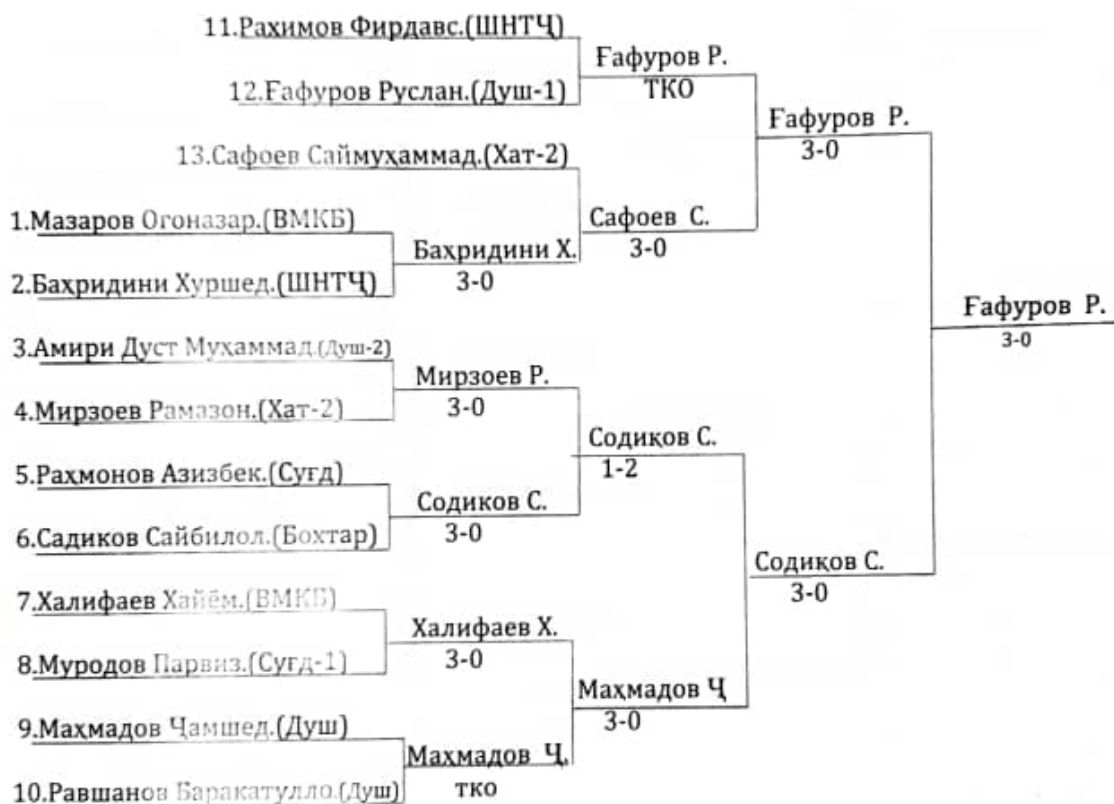 11.Рахимов Фирдавс.(ШНТҶ)
Ғафуров Р.
ТКО
12.Ғафуров Руслан.(Душ-1)
Ғафуров Р.
3-0
13.Сафоев Саймуҳаммад.(Хат-2)
1.Мазаров Огоназар.(ВМКБ)
Сафоев С.
3-0
Баҳридини Х.
3-0
2.Баҳридини Хуршед.(ШНТҶ)
Ғафуров Р.
3-0
3.Амири Дуст Муҳаммад.(Душ-2)
Мирзоев Р.
3-0
4.Мирзоев Рамазон.(Хат-2)
Содиқов С.
1-2
5.Раҳмонов Азизбек.(Суғд)
Содиков С.
3-0
6.Садиков Сайбилол.(Бохтар)
Содиқов С.
3-0
7.Халифаев Хайём.(ВМКБ)
Халифаев Х.
3-0
8.Муродов Парвиз.(Суғд-1)
Маҳмадов Ҷ
3-0
9.Маҳмадов Ҷамшед.(Душ)
Маҳмадов Ҷ.
тко
10.Равшанов Баракатулло.(Душ)